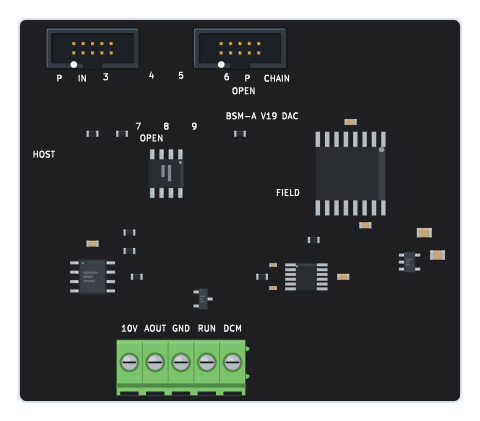 P IN 3 4 5 6 P CHAIN
OPEN
BSM-A V19 DAC
7 8 9
OPEN
HOST
FIELD
10V AOUT GND RUN DCM